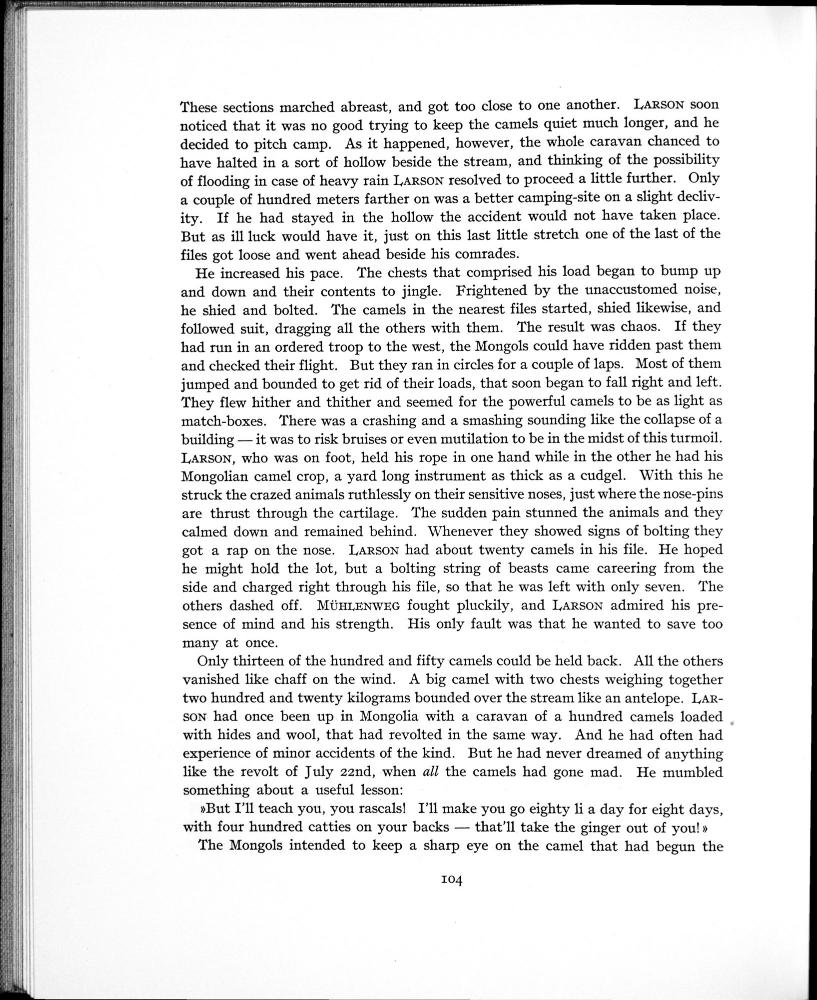 These sections marched abreast, and got too close to one another. LARSON soon
noticed that it was no good trying to keep the camels quiet much longer, and he
decided to pitch camp. As it happened, however, the whole caravan chanced to
have halted in a sort of hollow beside the stream, and thinking of the possibility
of flooding in case of heavy rain LARSON resolved to proceed a little further. Only
a couple of hundred meters farther on was a better camping-site on a slight decliv-
ity. If he had stayed in the hollow the accident would not have taken place.
But as ill luck would have it, just on this last little stretch one of the last of the
files got loose and went ahead beside his comrades.
He increased his pace. The chests that comprised his load began to bump up
and down and their contents to jingle. Frightened by the unaccustomed noise,
he shied and bolted. The camels in the nearest files started, shied likewise, and
followed suit, dragging all the others with them. The result was chaos. If they
had run in an ordered troop to the west, the Mongols could have ridden past them
and checked their flight. But they ran in circles for a couple of laps. Most of them
jumped and bounded to get rid of their loads, that soon began to fall right and left.
They flew hither and thither and seemed for the powerful camels to be as light as
match-boxes. There was a crashing and a smashing sounding like the collapse of a
building — it was to risk bruises or even mutilation to be in the midst of this turmoil.
LARSON, who was on foot, held his rope in one hand while in the other he had his
Mongolian camel crop, a yard long instrument as thick as a cudgel. With this he
struck the crazed animals ruthlessly on their sensitive noses, just where the nose-pins
are thrust through the cartilage. The sudden pain stunned the animals and they
calmed down and remained behind. Whenever they showed signs of bolting they
got a rap on the nose. LARSON had about twenty camels in his file. He hoped
he might hold the lot, but a bolting string of beasts came careering from the
side and charged right through his file, so that he was left with only seven. The
others dashed off. MÜHLENWEG fought pluckily, and LARSON admired his pre-
sence of mind and his strength. His only fault was that he wanted to save too
many at once.
Only thirteen of the hundred and fifty camels could be held back. All the others
vanished like chaff on the wind. A big camel with two chests weighing together
two hundred and twenty kilograms bounded over the stream like an antelope. LAR-
SON had once been up in Mongolia with a caravan of a hundred camels loaded
with hides and wool, that had revolted in the same way. And he had often had
experience of minor accidents of the kind. But he had never dreamed of anything
like the revolt of July 22nd, when all the camels had gone mad. He mumbled
something about a useful lesson:
»But I'll teach you, you rascals! I'll make you go eighty li a day for eight days,
with four hundred catties on your backs — that'll take the ginger out of you!»
The Mongols intended to keep a sharp eye on the camel that had begun the
104